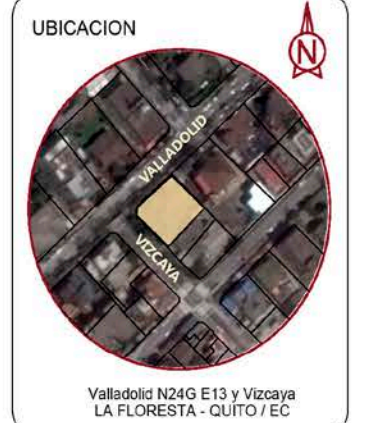 UBICACION
N
VALLADOLID
VIZCAYA
Valladolid N24G E13 y Vizcaya
LA FLORESTA - QUITO / EC